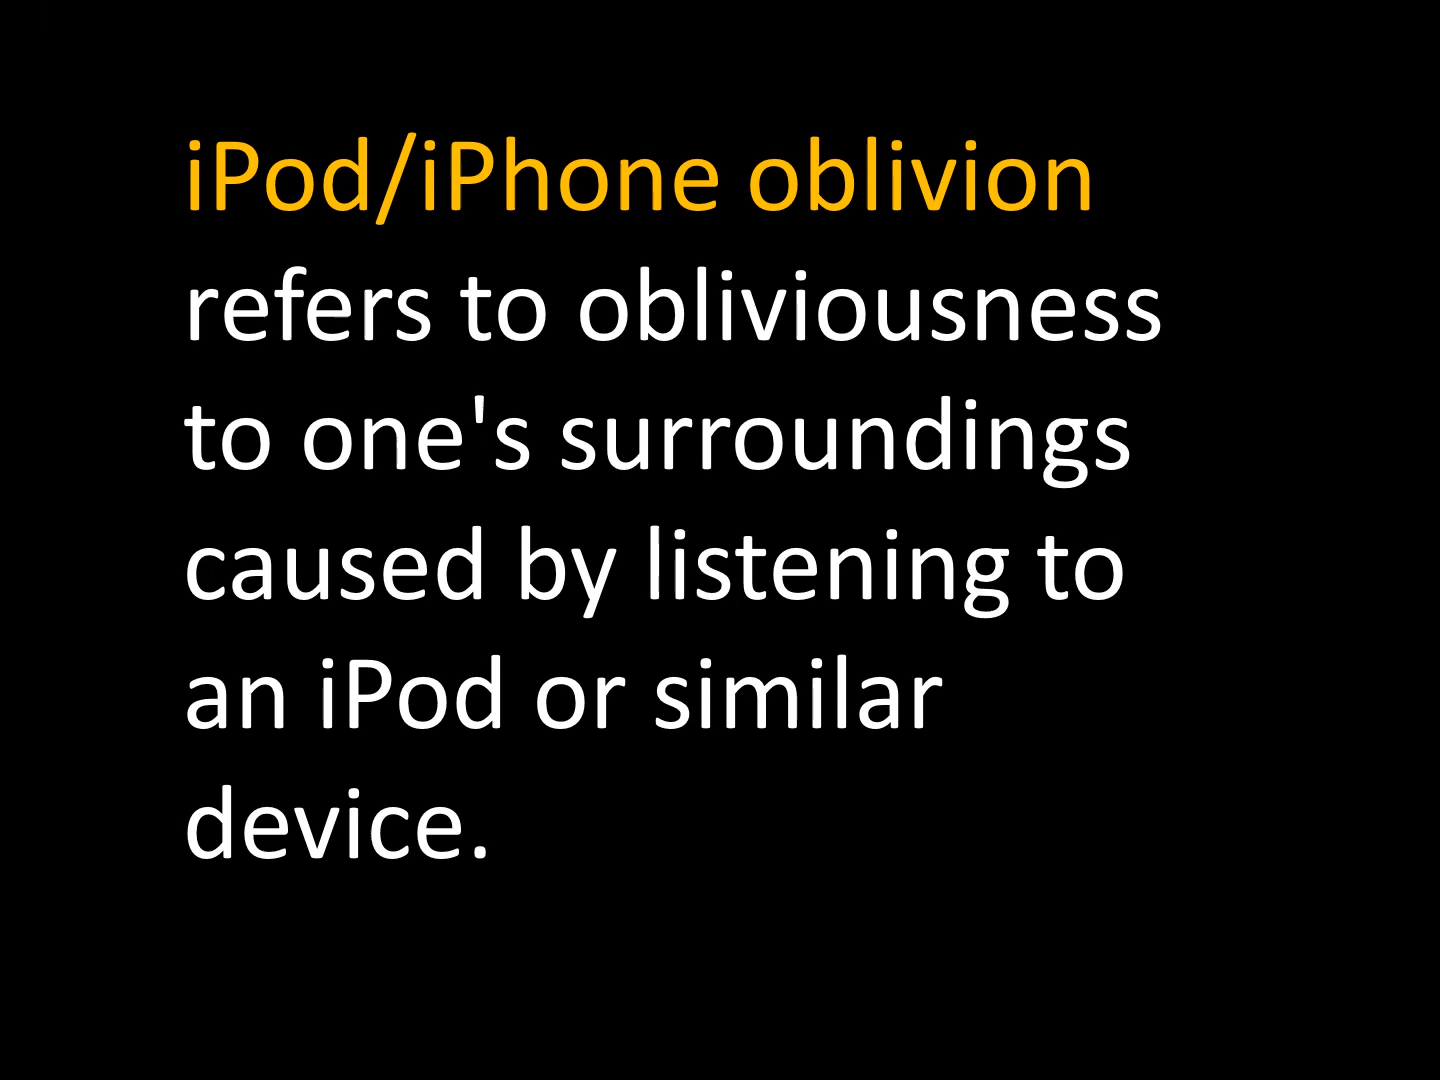 iPod/iPhone oblivion
refers to obliviousness
to one's surroundings
caused by listening to
an iPod or similar
device.